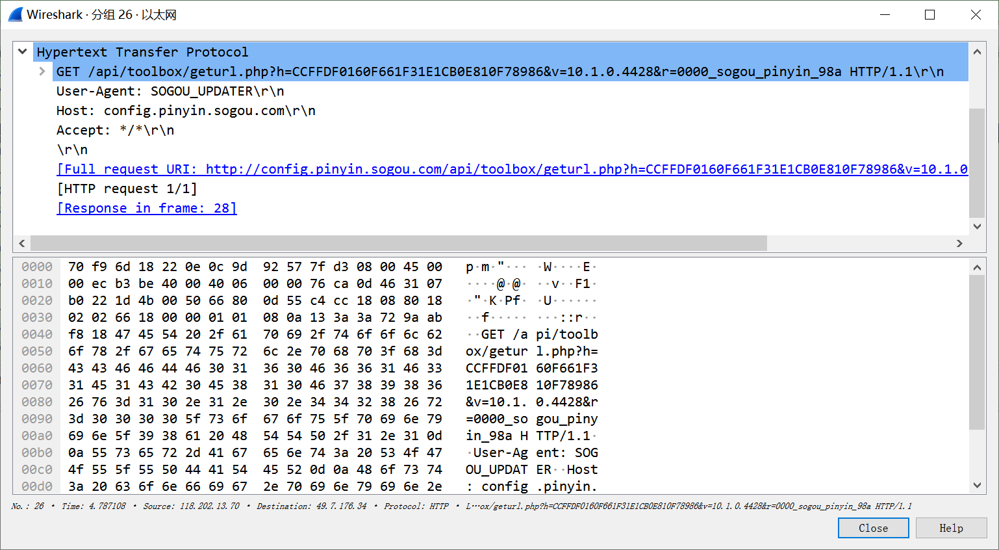 Wireshark · 分组 26 · 以太网
Hypertext Transfer Protocol
GET /api/toolbox/geturl.php?h=CCFFDF0160F661F31E1CB0E810F78986&v=10.1.0.4428&r=0000_sogou_pinyin_98a HTTP/1.1\r\n
User-Agent: SOGOU_UPDATER\r\n
Host: config.pinyin.sogou.com\r\n
Accept: */*\r\n
\r\n
[Full request URI: http://config.pinyin.sogou.com/api/toolbox/geturl.php?h=CCFFDF0160F661F31E1CB0E810F78986&v=10.1.0
[HTTP request 1/1]
[Response in frame: 28]
0000 70 f9 6d 18 22 0e 0c 9d 92 57 7f d3 08 00 45 00 p·m·"··· ·W····E·
0010 00 ec b3 be 40 00 40 06 00 00 76 ca 0d 46 31 07 ····@·@· ··v··F1·
0020 b0 22 1d 4b 00 50 66 80 0d 55 c4 cc 18 08 80 18 ·"·K·Pf· ·U······
0030 02 02 66 18 00 00 01 01 08 0a 13 3a 3a 72 9a ab ··f····· ···::r··
0040 f8 18 47 45 54 20 2f 61 70 69 2f 74 6f 6f 6c 62 ··GET /a pi/toolb
0050 6f 78 2f 67 65 74 75 72 6c 2e 70 68 70 3f 68 3d ox/getur l.php?h=
0060 43 43 46 46 44 46 30 31 36 30 46 36 36 31 46 33 CCFFDF01 60F661F3
0070 31 45 31 43 42 30 45 38 31 30 46 37 38 39 38 36 1E1CB0E8 10F78986
0080 26 76 3d 31 30 2e 31 2e 30 2e 34 34 32 38 26 72 &v=10.1. 0.4428&r
0090 3d 30 30 30 30 5f 73 6f 67 6f 75 5f 70 69 6e 79 =0000_so gou_piny
00a0 69 6e 5f 39 38 61 20 48 54 54 50 2f 31 2e 31 0d in_98a H TTP/1.1·
00b0 0a 55 73 65 72 2d 41 67 65 6e 74 3a 20 53 4f 47 ·User-Ag ent: SOG
00c0 4f 55 5f 55 50 44 41 54 45 52 0d 0a 48 6f 73 74 OU_UPDAT ER··Host
00d0 3a 20 63 6f 6e 66 69 67 2e 70 69 6e 79 69 6e 2e : config .pinyin.
No.: 26 · Time: 4.787108 · Source: 118.202.13.70 · Destination: 49.7.176.34 · Protocol: HTTP · L…ox/geturl.php?h=CCFFDF0160F661F31E1CB0E810F78986&v=10.1.0.4428&r=0000_sogou_pinyin_98a HTTP/1.1
Close
Help